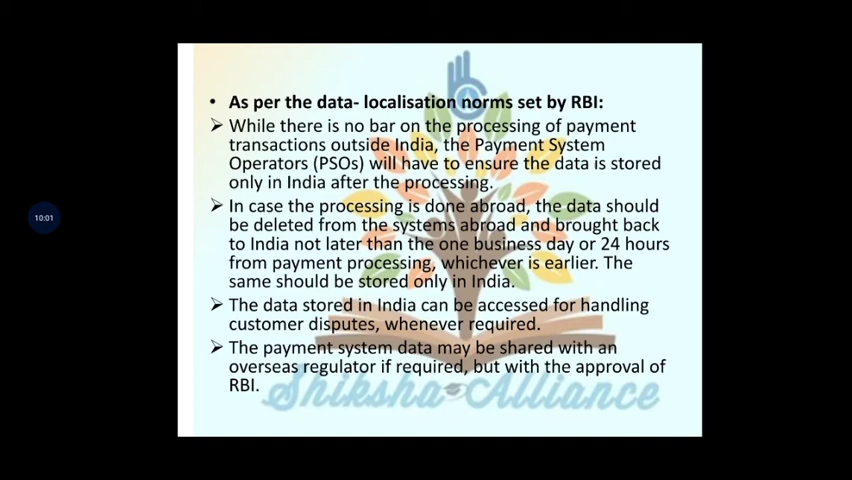 • As per the data- localisation norms set by RBI:
➢ While there is no bar on the processing of payment
transactions outside India, the Payment System
Operators (PSOs) will have to ensure the data is stored
only in India after the processing.
➢ In case the processing is done abroad, the data should
be deleted from the systems abroad and brought back
to India not later than the one business day or 24 hours
from payment processing, whichever is earlier. The
same should be stored only in India.
10:01
➢ The data stored in India can be accessed for handling
customer disputes, whenever required.
➢ The payment system data may be shared with an
overseas regulator if required, but with the approval of
RBI.
Shiksha Alliance